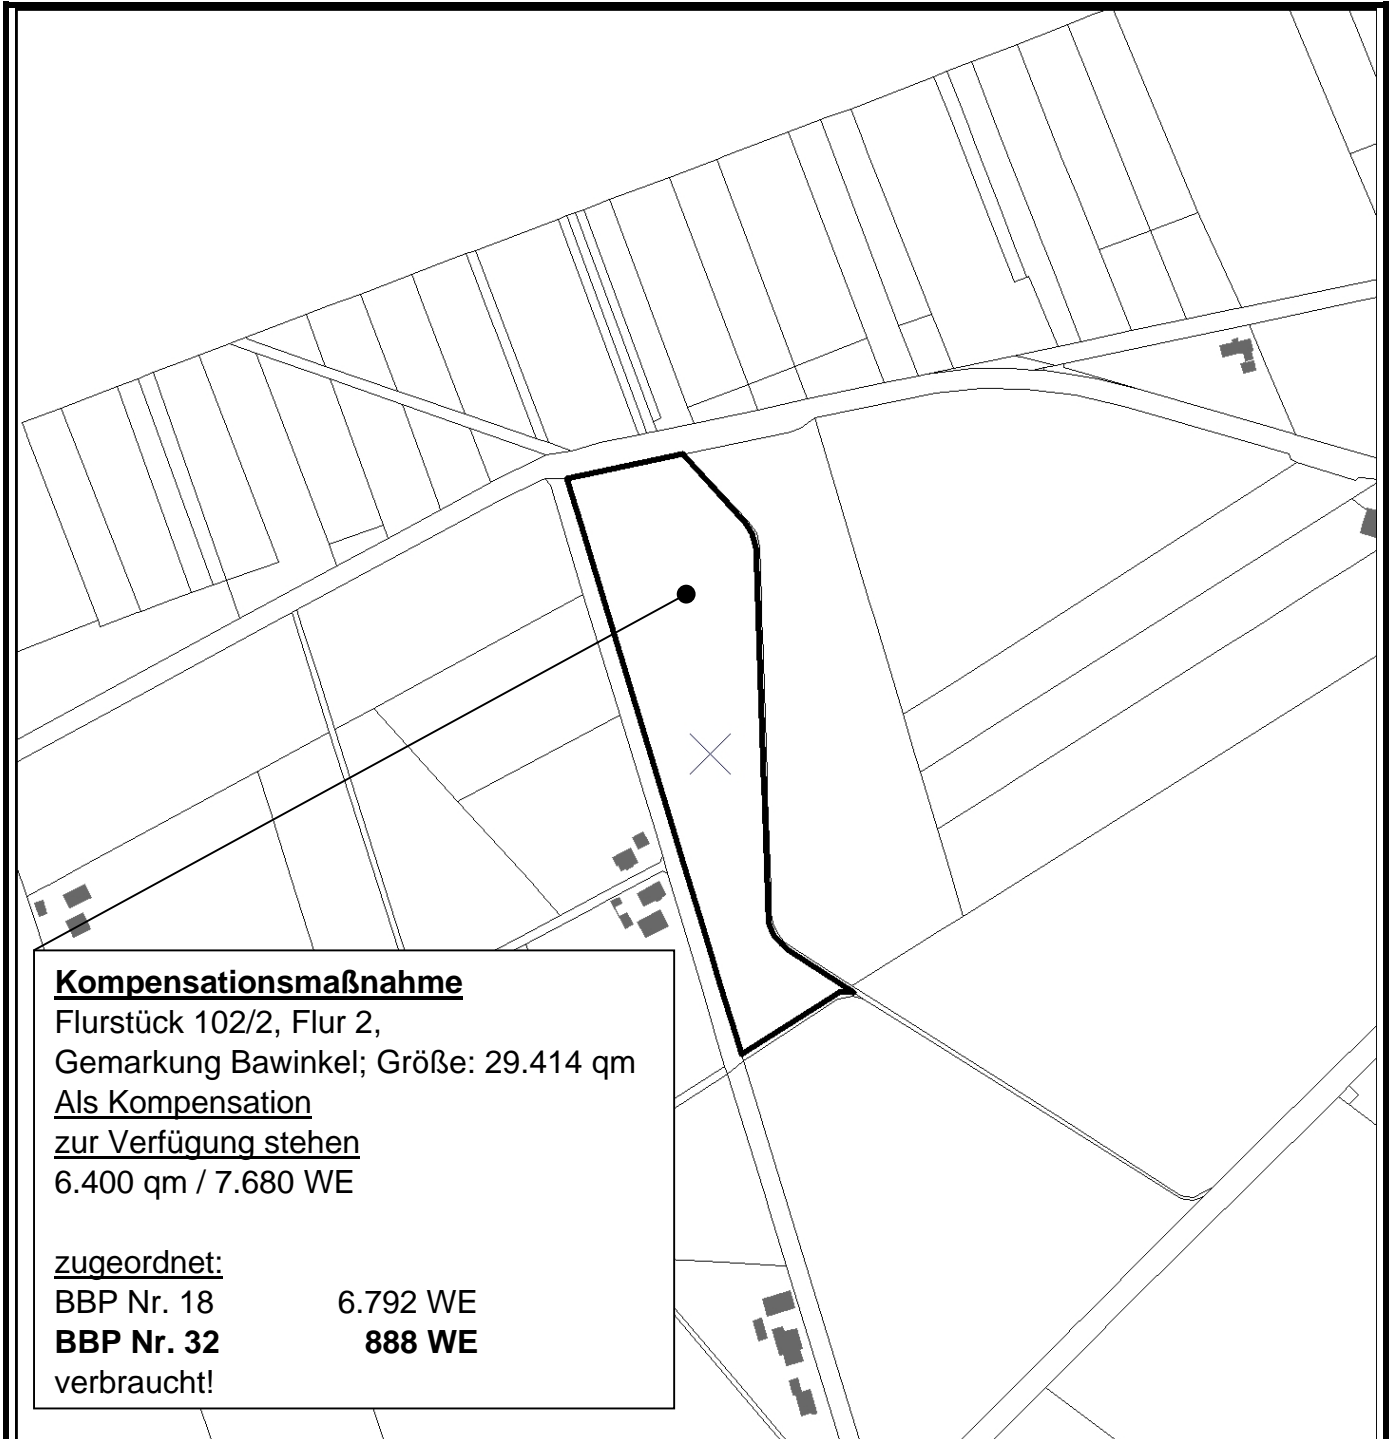 Kompensationsmaßnahme
Flurstück 102/2, Flur 2,
Gemarkung Bawinkel; Größe: 29.414 qm
Als Kompensation
zur Verfügung stehen
6.400 qm / 7.680 WE
zugeordnet:
BBP Nr. 18 6.792 WE
BBP Nr. 32 888 WE
verbraucht!